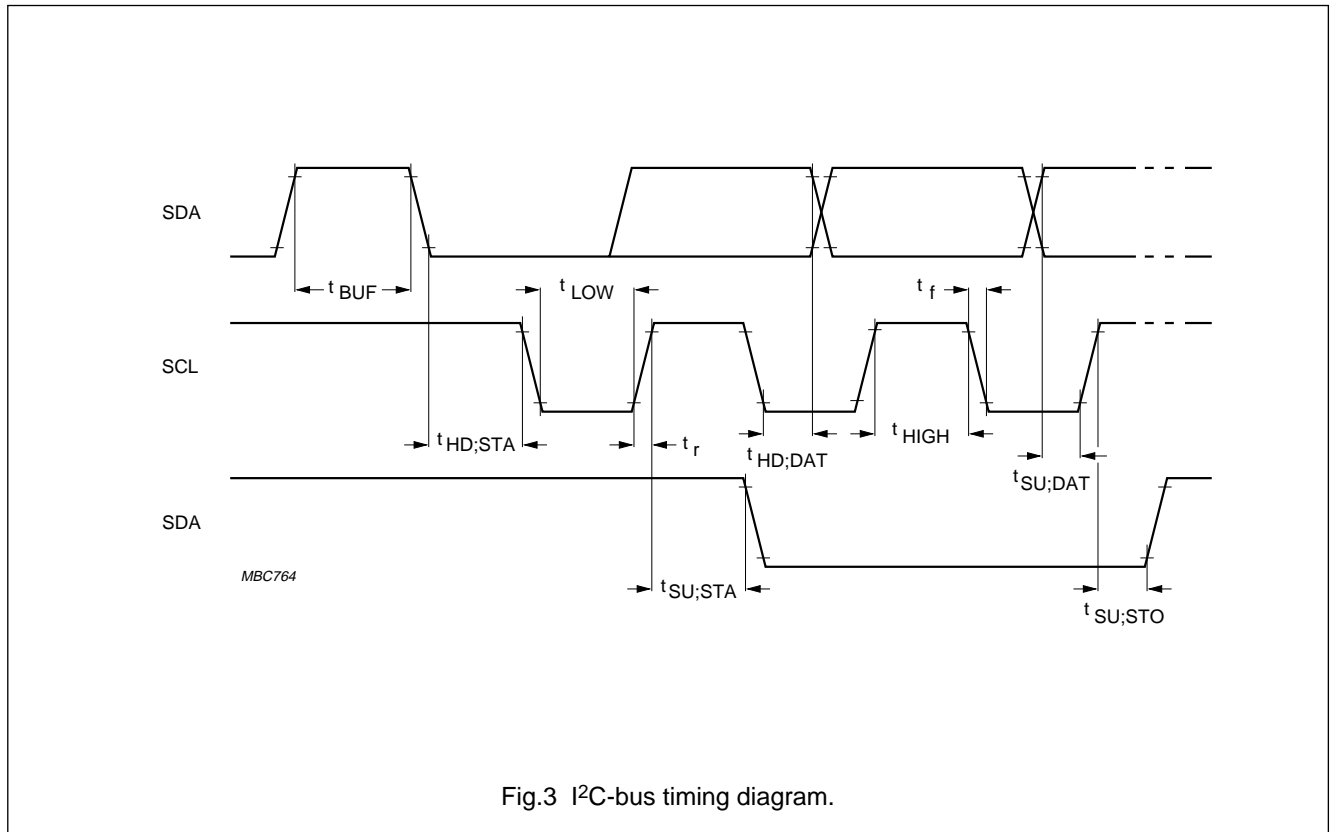 SDA
t BUF
t LOW
t f
SCL
t HD;STA
t r
t HD;DAT
t HIGH
t SU;DAT
SDA
MBC764
t SU;STA
t SU;STO
Fig.3 I2C-bus timing diagram.